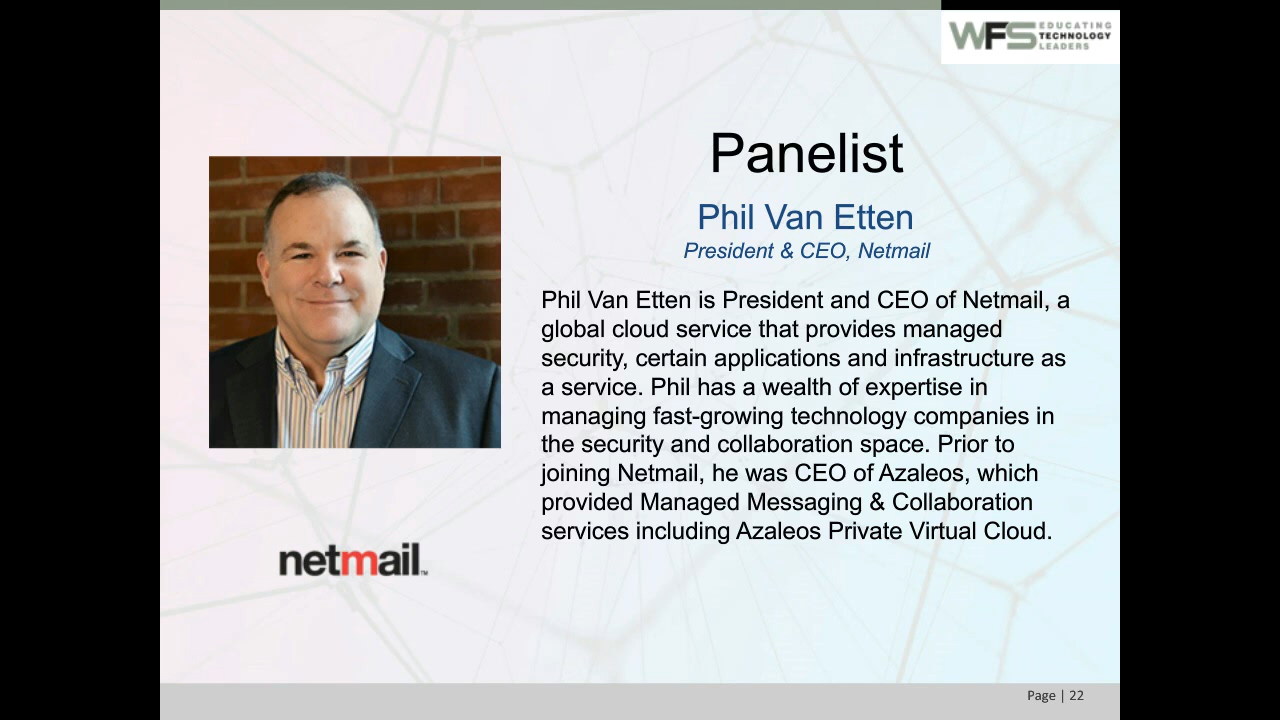 WFS EDUCATING
TECHNOLOGY
LEADERS
Panelist
Phil Van Etten
President & CEO, Netmail
Phil Van Etten is President and CEO of Netmail, a
global cloud service that provides managed
security, certain applications and infrastructure as
a service. Phil has a wealth of expertise in
managing fast-growing technology companies in
the security and collaboration space. Prior to
joining Netmail, he was CEO of Azaleos, which
provided Managed Messaging & Collaboration
services including Azaleos Private Virtual Cloud.
netmail™
Page | 22